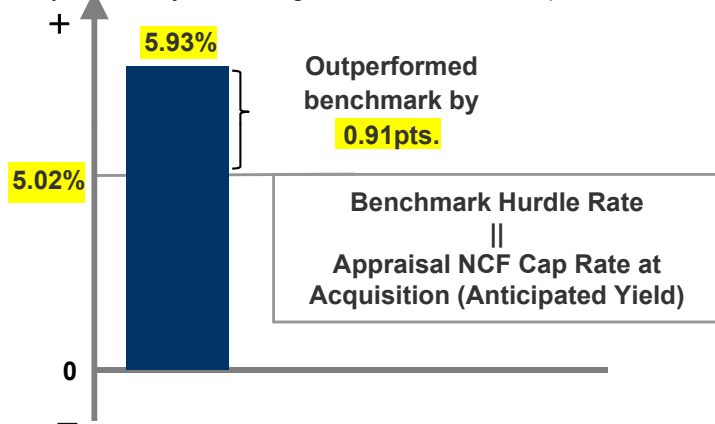 +
5.93%
Outperformed
benchmark by
0.91pts.
5.02%
Benchmark Hurdle Rate
||
Appraisal NCF Cap Rate at
Acquisition (Anticipated Yield)
0